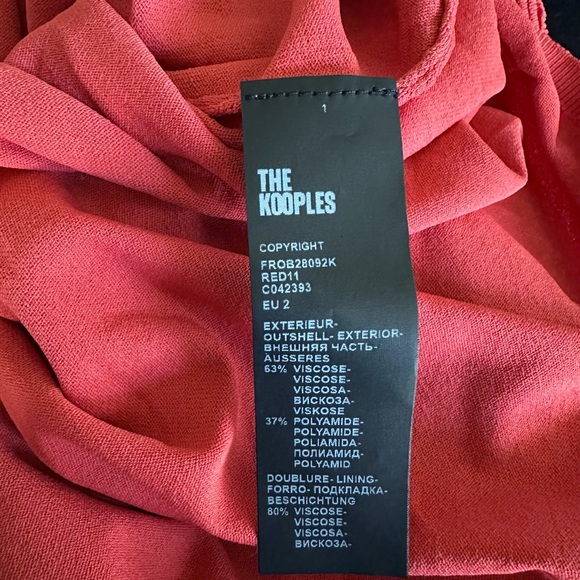 1
THE
KOOPLES
COPYRIGHT
FROB28092K
RED11
C042393
EU 2
EXTERIEUR-
OUTSHELL- EXTERIOR-
ВНЕШНЯЯ ЧАСТЬ-
ÄUSSERES
63% VISCOSE-
VISCOSE-
VISCOSA-
ВИСКОЗА-
VISKOSE
37% POLYAMIDE-
POLYAMIDE-
POLIAMIDA-
ПОЛИАМИД-
POLYAMID
DOUBLURE- LINING-
FORRO- ПОДКЛАДКА-
BESCHICHTUNG
80% VISCOSE-
VISCOSE-
VISCOSA-
ВИСКОЗА-